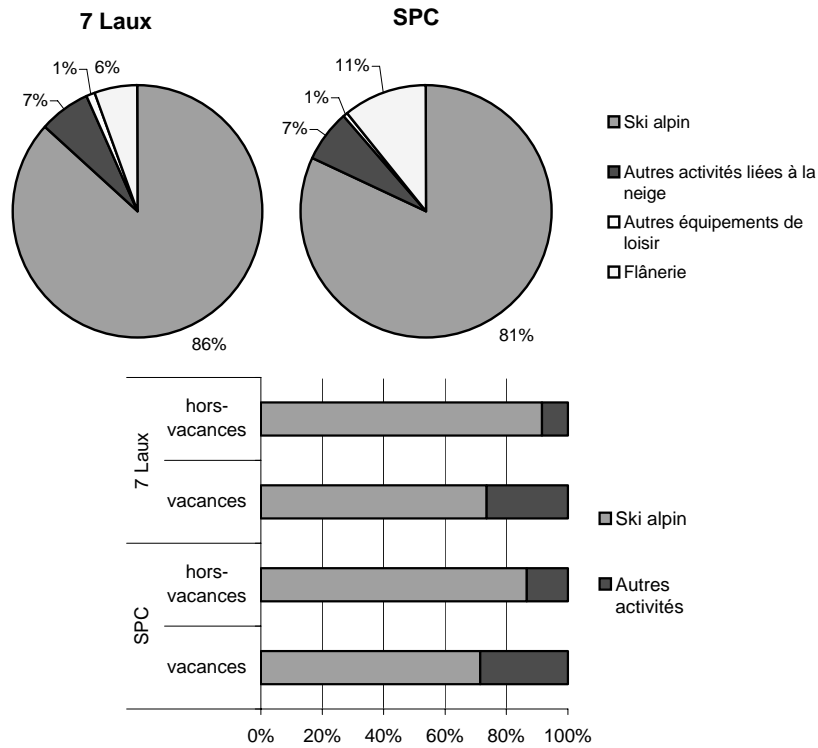 7 Laux
SPC
1%
6%
7%
86%
11%
1%
7%
81%
Ski alpin
Autres activités liées à la
neige
Autres équipements de
loisir
Flânerie
7 Laux
hors-
vacances
vacances
SPC
hors-
vacances
vacances
0% 20% 40% 60% 80% 100%
Ski alpin
Autres
activités